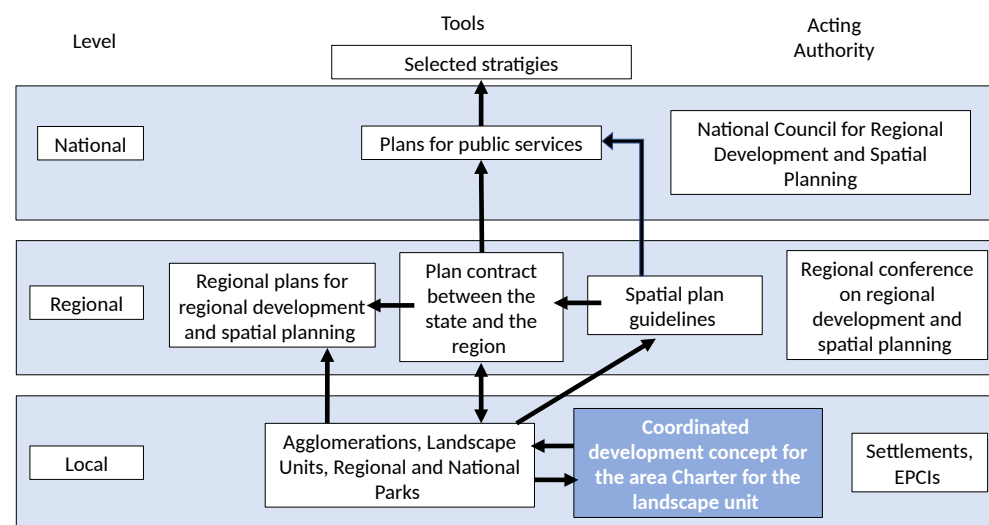 Level
Tools
Acting
Authority
Selected stratigies
National
Plans for public services
National Council for Regional
Development and Spatial
Planning
Regional
Regional plans for
regional development
and spatial planning
Plan contract
between the
state and the
region
Spatial plan
guidelines
Regional conference
on regional
development and
spatial planning
Local
Agglomerations, Landscape
Units, Regional and National
Parks
Coordinated
development concept for
the area Charter for the
landscape unit
Settlements,
EPCIs